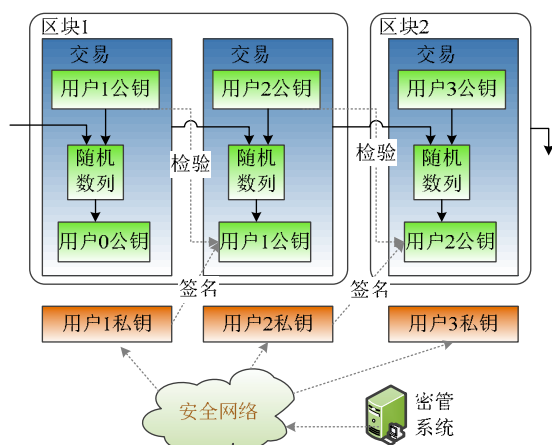 区块1
区块2
交易
交易
交易
用户1公钥
用户2公钥
用户3公钥
随机
数列
随机
数列
随机
数列
检验
检验
用户0公钥
用户1公钥
用户2公钥
签名
签名
用户1私钥
用户2私钥
用户3私钥
安全网络
密管
系统